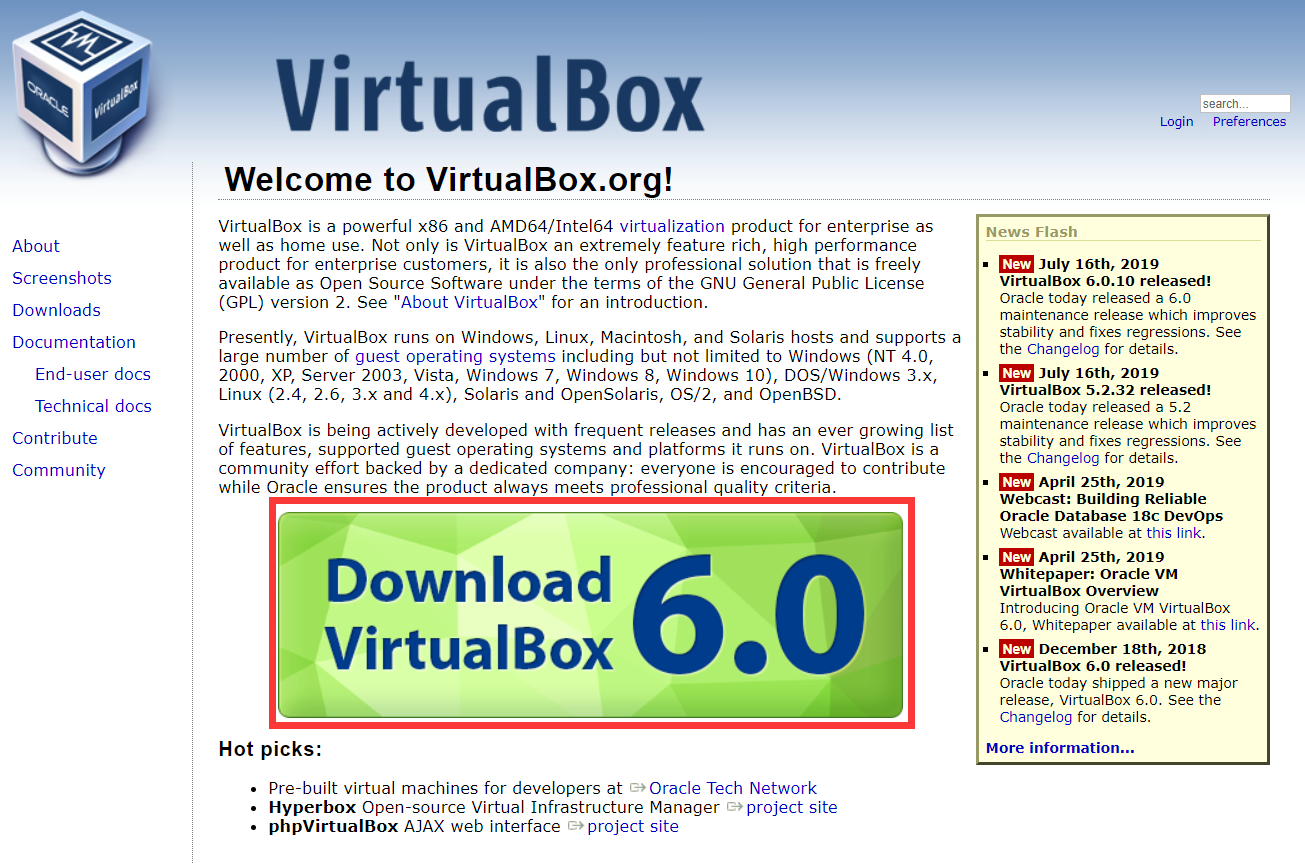 ORACLE
VirtualBox
VirtualBox
search...
Login Preferences
Welcome to VirtualBox.org!
About
Screenshots
Downloads
Documentation
End-user docs
Technical docs
Contribute
Community
VirtualBox is a powerful x86 and AMD64/Intel64 virtualization product for enterprise as
well as home use. Not only is VirtualBox an extremely feature rich, high performance
product for enterprise customers, it is also the only professional solution that is freely
available as Open Source Software under the terms of the GNU General Public License
(GPL) version 2. See "About VirtualBox" for an introduction.
Presently, VirtualBox runs on Windows, Linux, Macintosh, and Solaris hosts and supports a
large number of guest operating systems including but not limited to Windows (NT 4.0,
2000, XP, Server 2003, Vista, Windows 7, Windows 8, Windows 10), DOS/Windows 3.x,
Linux (2.4, 2.6, 3.x and 4.x), Solaris and OpenSolaris, OS/2, and OpenBSD.
VirtualBox is being actively developed with frequent releases and has an ever growing list
of features, supported guest operating systems and platforms it runs on. VirtualBox is a
community effort backed by a dedicated company: everyone is encouraged to contribute
while Oracle ensures the product always meets professional quality criteria.
Download
VirtualBox 6.0
Hot picks:
Pre-built virtual machines for developers at Oracle Tech Network
Hyperbox Open-source Virtual Infrastructure Manager project site
phpVirtualBox AJAX web interface project site
News Flash
New July 16th, 2019
VirtualBox 6.0.10 released!
Oracle today released a 6.0
maintenance release which improves
stability and fixes regressions. See
the Changelog for details.
New July 16th, 2019
VirtualBox 5.2.32 released!
Oracle today released a 5.2
maintenance release which improves
stability and fixes regressions. See
the Changelog for details.
New April 25th, 2019
Webcast: Building Reliable
Oracle Database 18c DevOps
Webcast available at this link.
New April 25th, 2019
Whitepaper: Oracle VM
VirtualBox Overview
Introducing Oracle VM VirtualBox
6.0, Whitepaper available at this link.
New December 18th, 2018
VirtualBox 6.0 released!
Oracle today shipped a new major
release, VirtualBox 6.0. See the
Changelog for details.
More information...